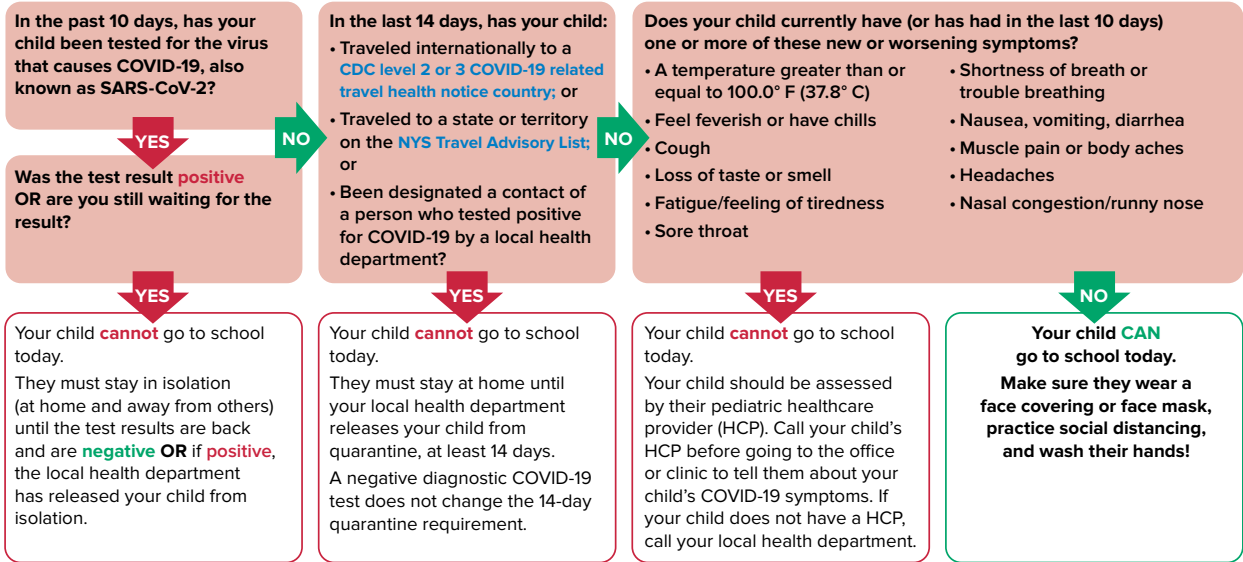 In the past 10 days, has your
child been tested for the virus
that causes COVID-19, also
known as SARS-CoV-2?
YES
NO
Was the test result positive
OR are you still waiting for the
result?
YES
Your child cannot go to school
today.
They must stay in isolation
(at home and away from others)
until the test results are back
and are negative OR if positive,
the local health department
has released your child from
isolation.
In the last 14 days, has your child:
• Traveled internationally to a
CDC level 2 or 3 COVID-19 related
travel health notice country; or
• Traveled to a state or territory
on the NYS Travel Advisory List;
or
• Been designated a contact of
a person who tested positive
for COVID-19 by a local health
department?
NO
YES
Your child cannot go to school
today.
They must stay at home until
your local health department
releases your child from
quarantine, at least 14 days.
A negative diagnostic COVID-19
test does not change the 14-day
quarantine requirement.
Does your child currently have (or has had in the last 10 days)
one or more of these new or worsening symptoms?
• A temperature greater than or
equal to 100.0° F (37.8° C)
• Feel feverish or have chills
• Cough
• Loss of taste or smell
• Fatigue/feeling of tiredness
• Sore throat
• Shortness of breath or
trouble breathing
• Nausea, vomiting, diarrhea
• Muscle pain or body aches
• Headaches
• Nasal congestion/runny nose
YES
Your child cannot go to school
today.
Your child should be assessed
by their pediatric healthcare
provider (HCP). Call your child's
HCP before going to the office
or clinic to tell them about your
child's COVID-19 symptoms. If
your child does not have a HCP,
call your local health department.
NO
Your child CAN
go to school today.
Make sure they wear a
face covering or face mask,
practice social distancing,
and wash their hands!